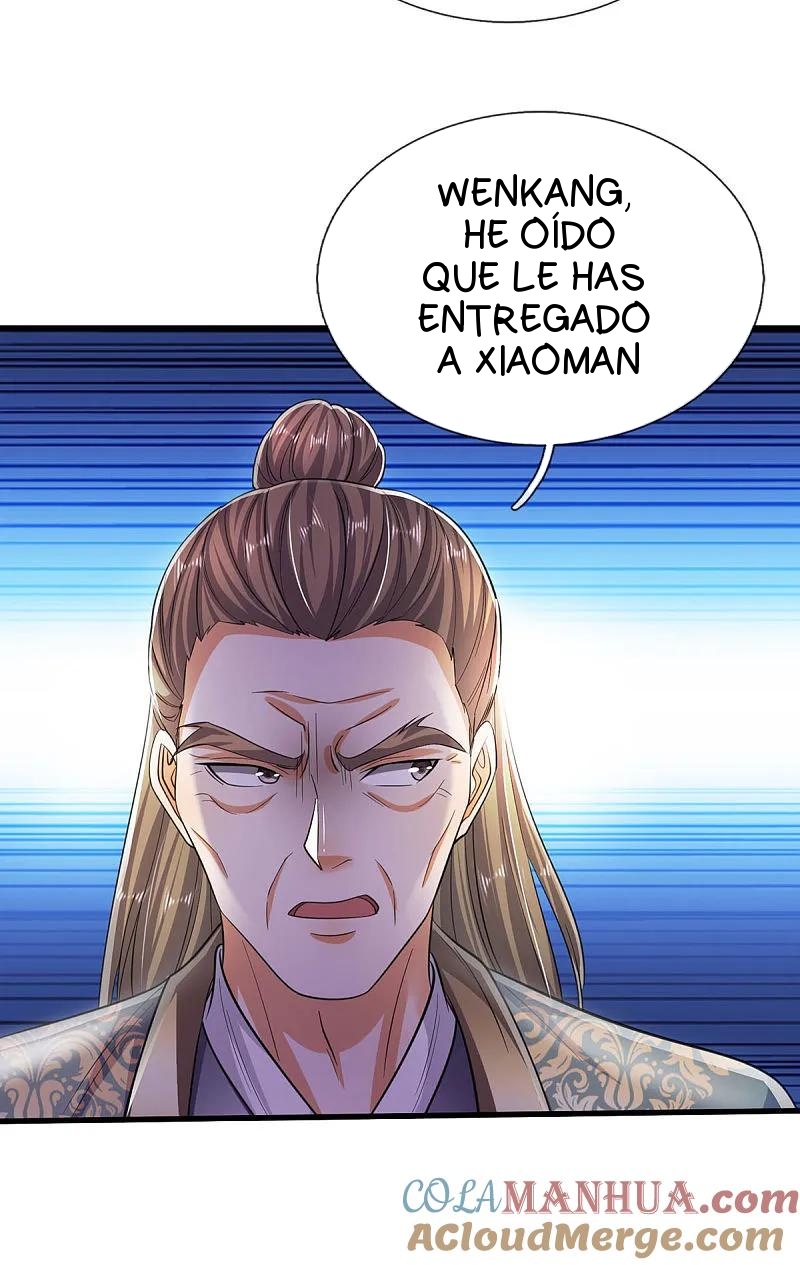 WENKANG,
HE OÍDO
QUE LE HAS
ENTREGADO
A XIAOMAN
COLAMANHUA.com
ACloudMerge.com